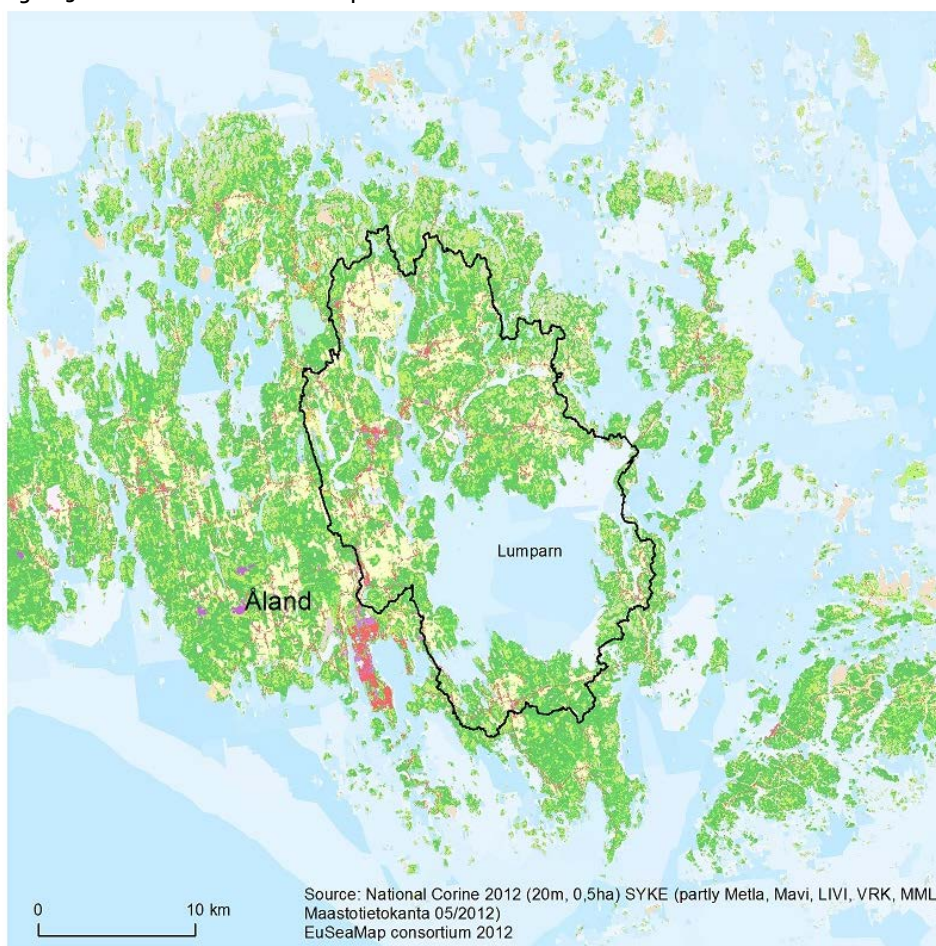 Lumparn
Åland
0 10 km
Source: National Corine 2012 (20m, 0,5ha) SYKE (partly Metla, Mavi, LIVI, VRK, MML
Maastotietokanta 05/2012)
EuSeaMap consortium 2012